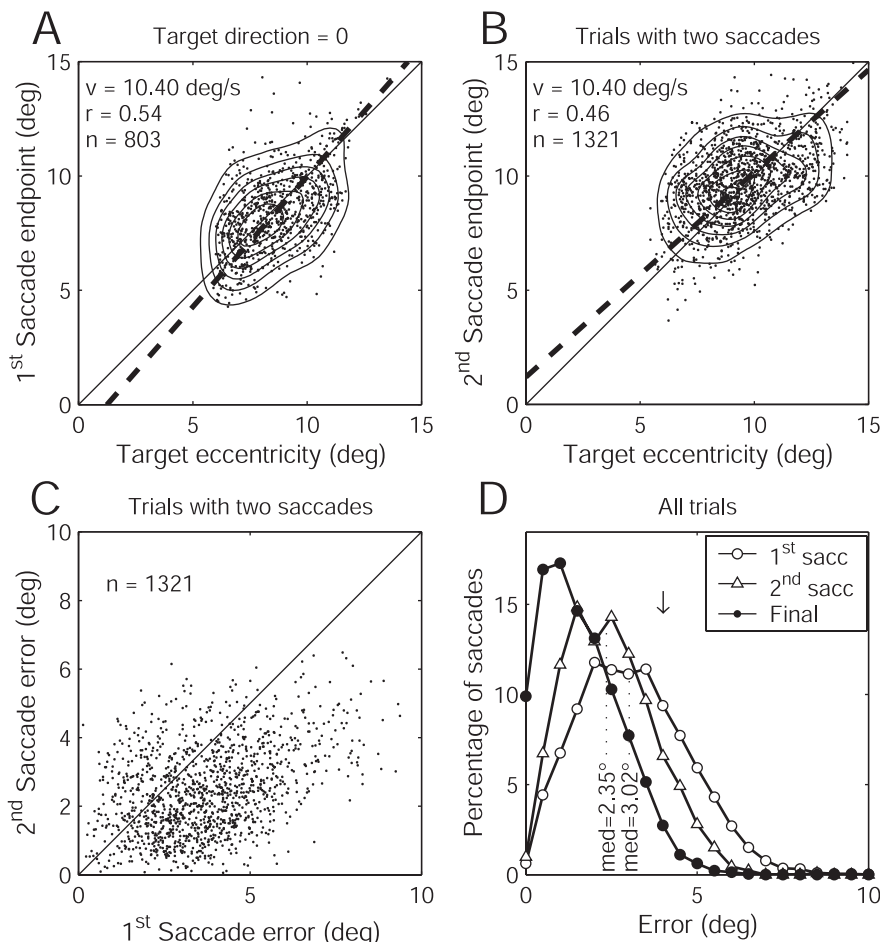 A
Target direction = 0
v = 10.40 deg/s
r = 0.54
n = 803
15
10
5
0
1st Saccade endpoint (deg)
0 5 10 15
Target eccentricity (deg)
B
Trials with two saccades
v = 10.40 deg/s
r = 0.46
n = 1321
15
10
5
0
2nd Saccade endpoint (deg)
0 5 10 15
Target eccentricity (deg)
C
Trials with two saccades
n = 1321
10
8
6
4
2
0
2nd Saccade error (deg)
0 5 10
1st Saccade error (deg)
D
All trials
1st sacc
2nd sacc
Final
15
10
5
0
Percentage of saccades
med=2.35°
med=3.02°
0 5 10
Error (deg)